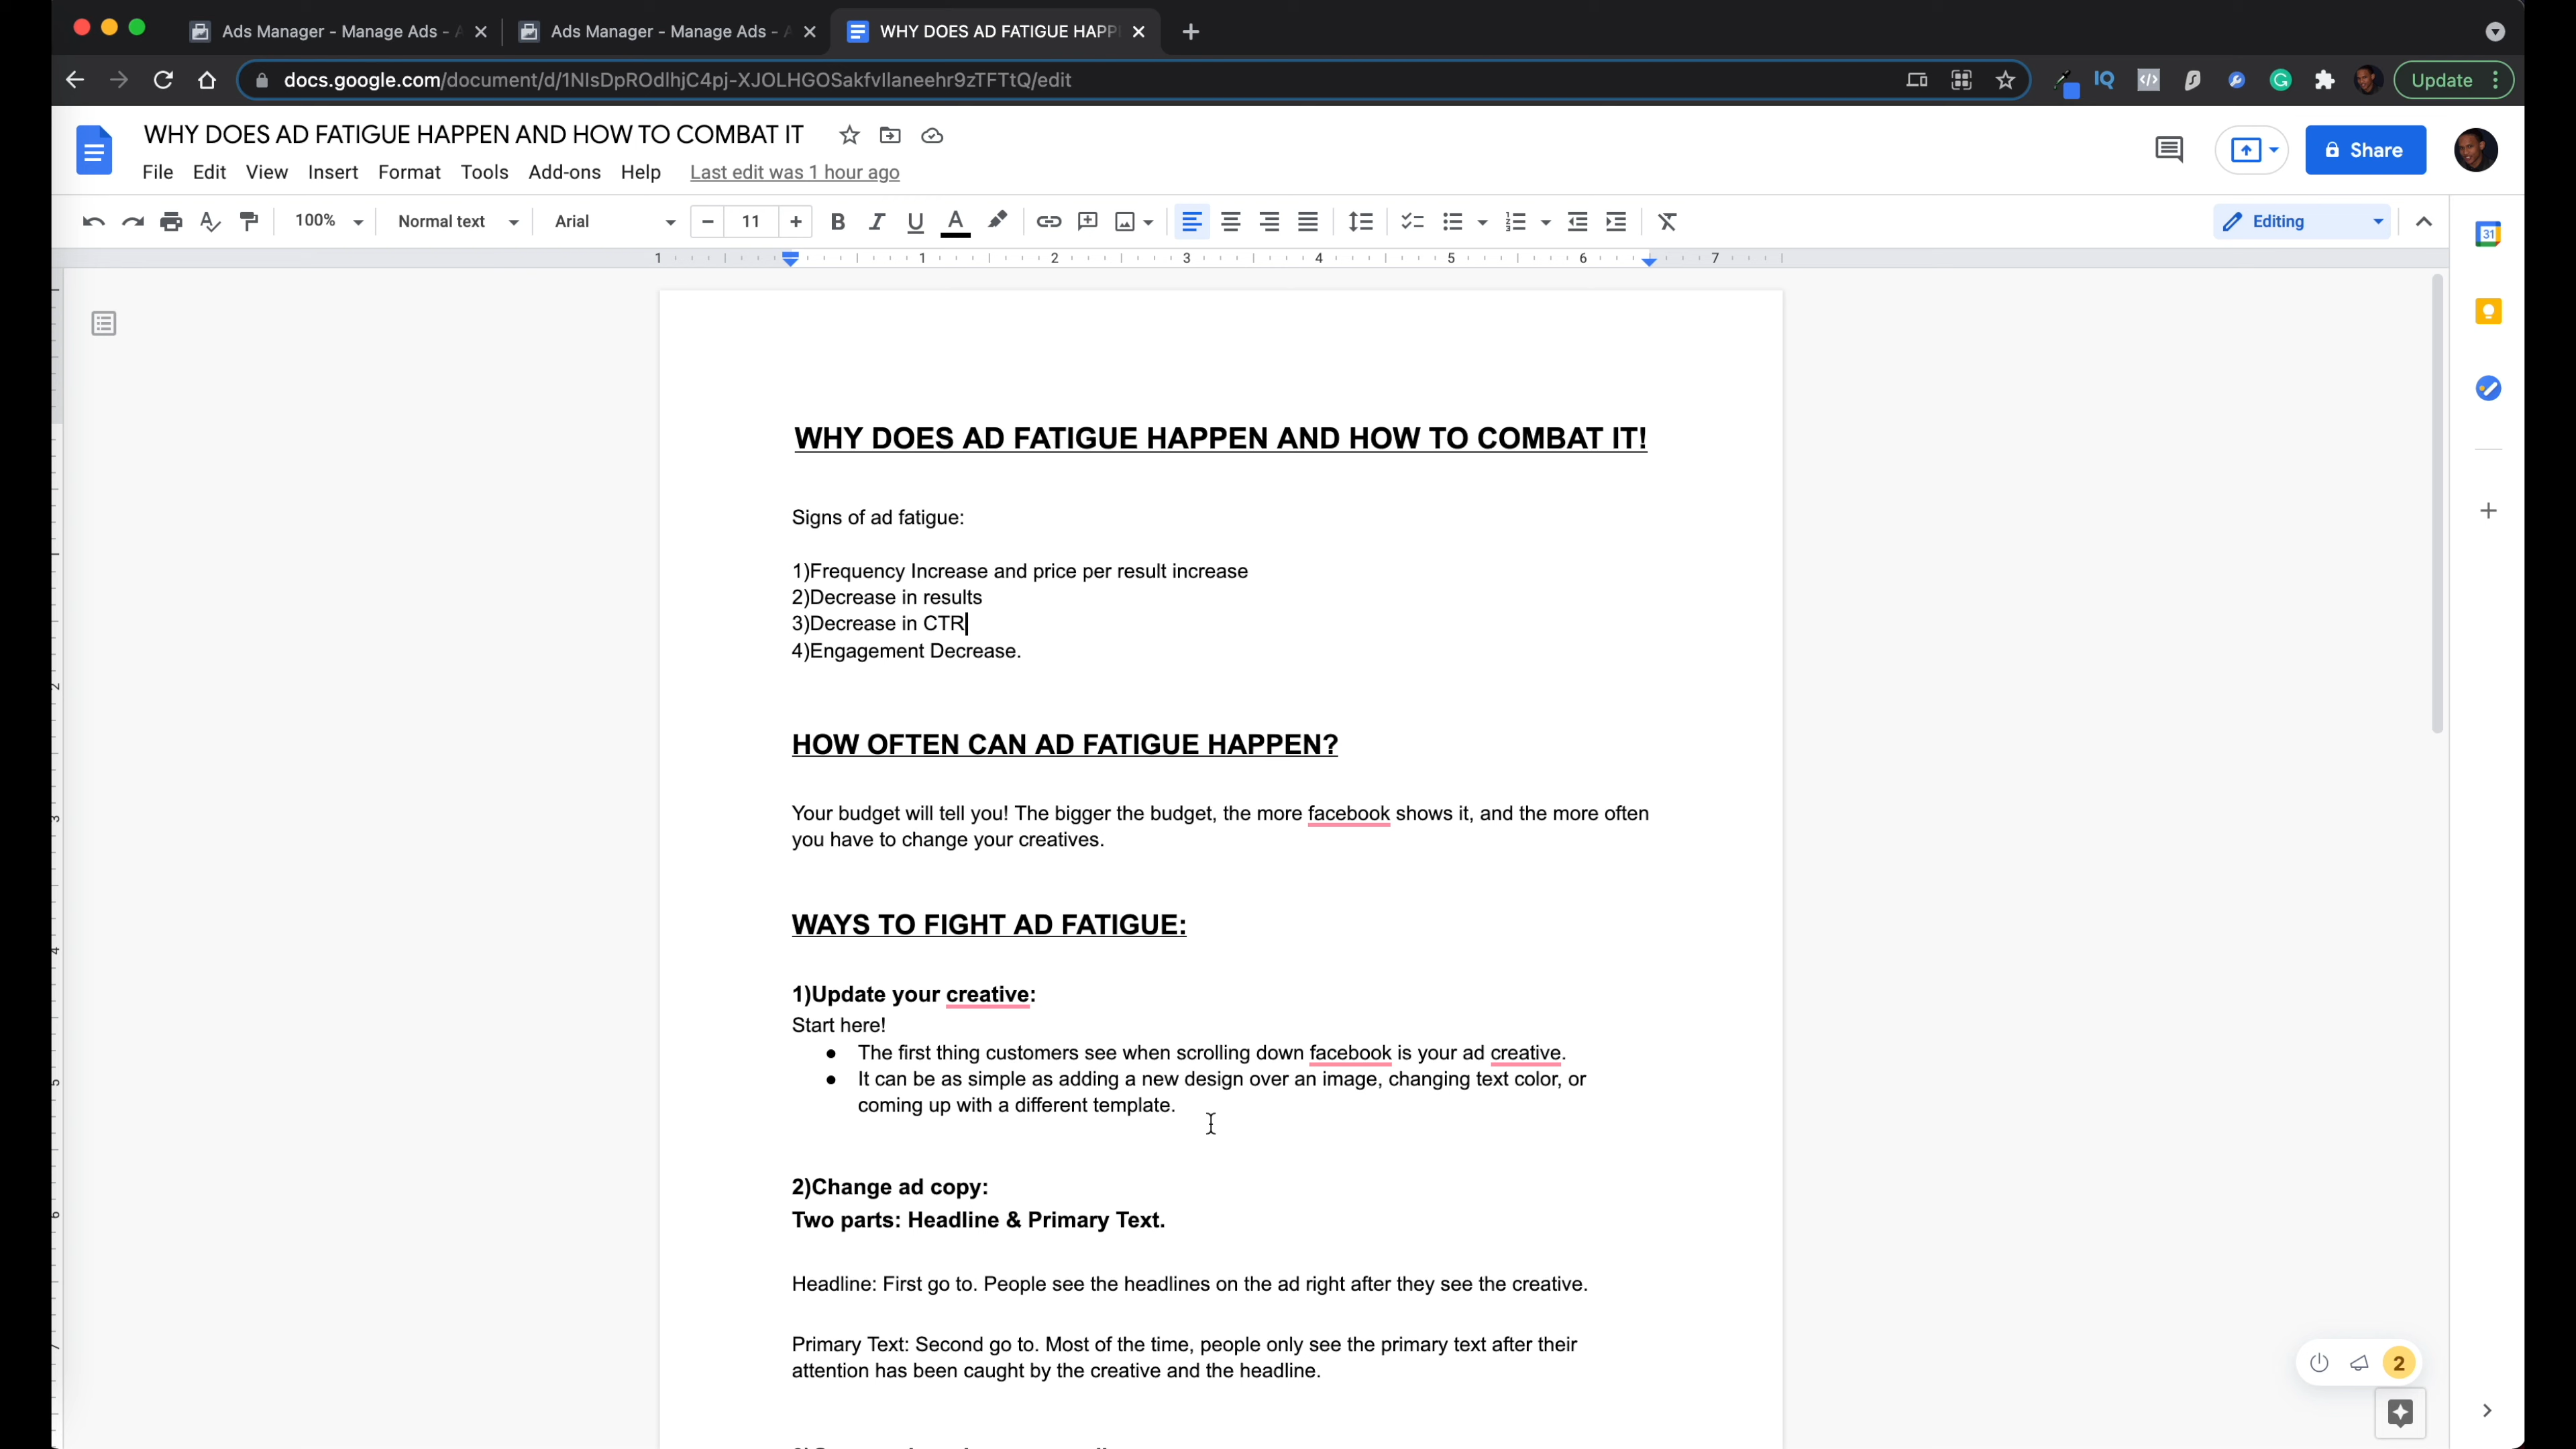 Ads Manager - Manage Ads -
Ads Manager - Manage Ads -
WHY DOES AD FATIGUE HAPP
docs.google.com/document/d/1NIsDpROdlhjC4pj-XJOLHGOSakfvIlaneehr9zTFTtQ/edit
IQ
Update
WHY DOES AD FATIGUE HAPPEN AND HOW TO COMBAT IT
Share
File Edit View Insert Format Tools Add-ons Help Last edit was 1 hour ago
100% Normal text Arial 11 B I U A Editing
31
1 1 2 3 4 5 6 7
WHY DOES AD FATIGUE HAPPEN AND HOW TO COMBAT IT!
Signs of ad fatigue:
1)Frequency Increase and price per result increase
2)Decrease in results
3)Decrease in CTR
4)Engagement Decrease.
HOW OFTEN CAN AD FATIGUE HAPPEN?
Your budget will tell you! The bigger the budget, the more facebook shows it, and the more often
you have to change your creatives.
WAYS TO FIGHT AD FATIGUE:
1)Update your creative:
Start here!
● The first thing customers see when scrolling down facebook is your ad creative.
● It can be as simple as adding a new design over an image, changing text color, or
coming up with a different template.
2)Change ad copy:
Two parts: Headline & Primary Text.
Headline: First go to. People see the headlines on the ad right after they see the creative.
Primary Text: Second go to. Most of the time, people only see the primary text after their
attention has been caught by the creative and the headline.
2